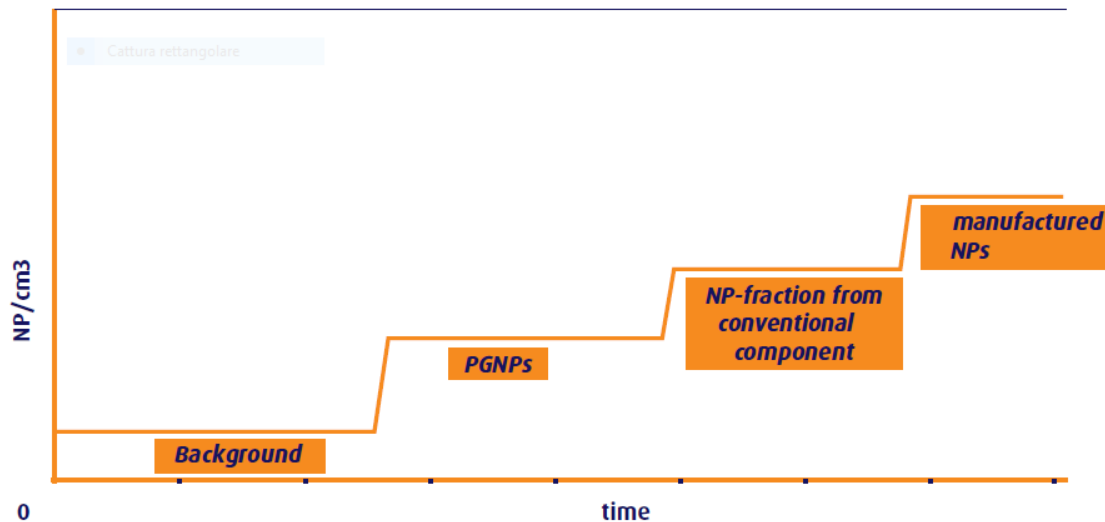 Cattura rettangolare
manufactured
NPs
NP-fraction from
conventional
component
PGNPs
Background
NP/cm3
0
time